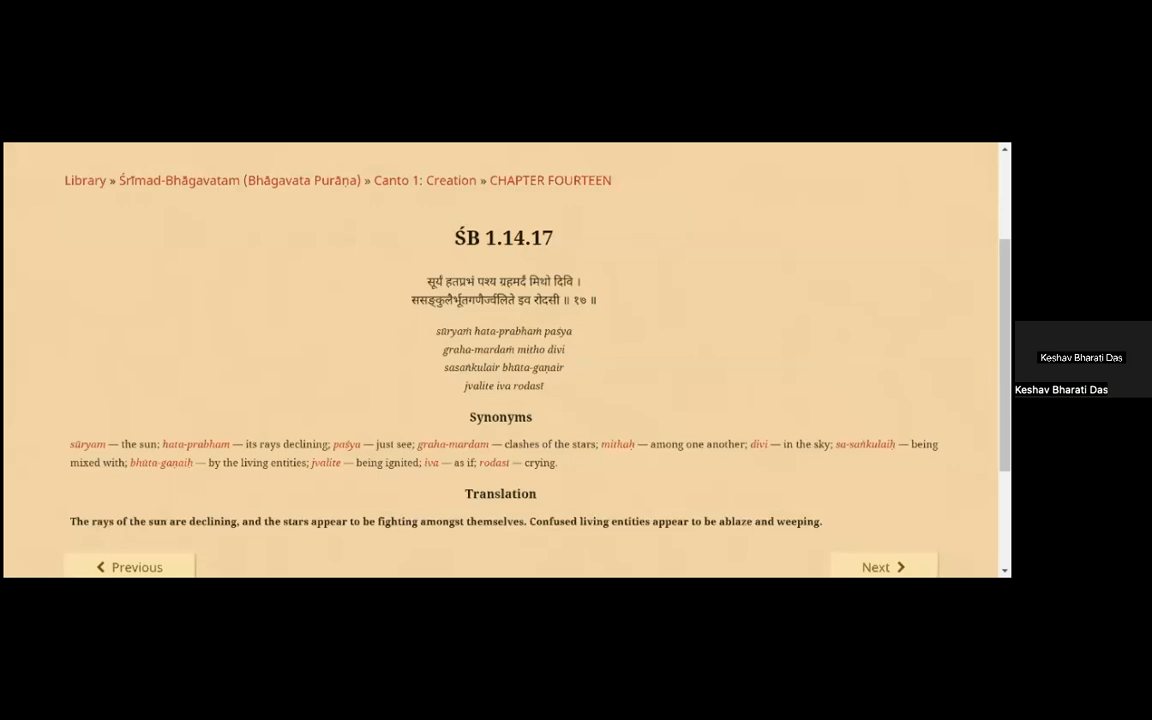 Library » Śrīmad-Bhāgavatam (Bhāgavata Purāṇa) » Canto 1: Creation » CHAPTER FOURTEEN
ŚB 1.14.17
सूर्यं हतप्रभं पश्य ग्रहमर्दं मिथो दिवि ।
ससङ्कुलैर्भूतगणैर्ज्वलिते इव रोदसी ॥ १७ ॥
sūryaṁ hata-prabhaṁ paśya
graha-mardaṁ mitho divi
sasaṅkulair bhūta-gaṇair
jvalite iva rodasī
Synonyms
sūryam — the sun; hata-prabham — its rays declining; paśya — just see; graha-mardam — clashes of the stars; mithaḥ — among one another; divi — in the sky; sa-saṅkulaiḥ — being
mixed with; bhūta-gaṇaiḥ — by the living entities; jvalite — being ignited; iva — as if; rodasī — crying.
Translation
The rays of the sun are declining, and the stars appear to be fighting amongst themselves. Confused living entities appear to be ablaze and weeping.
Previous
Next
Keshav Bharati Das
Keshav Bharati Das